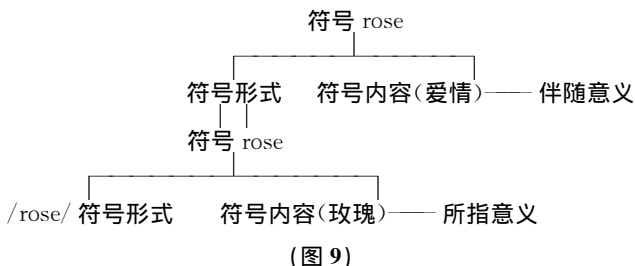 符号 rose
符号形式 符号内容(爱情)—— 伴随意义
符号 rose
/rose/ 符号形式 符号内容(玫瑰)—— 所指意义
(图 9)